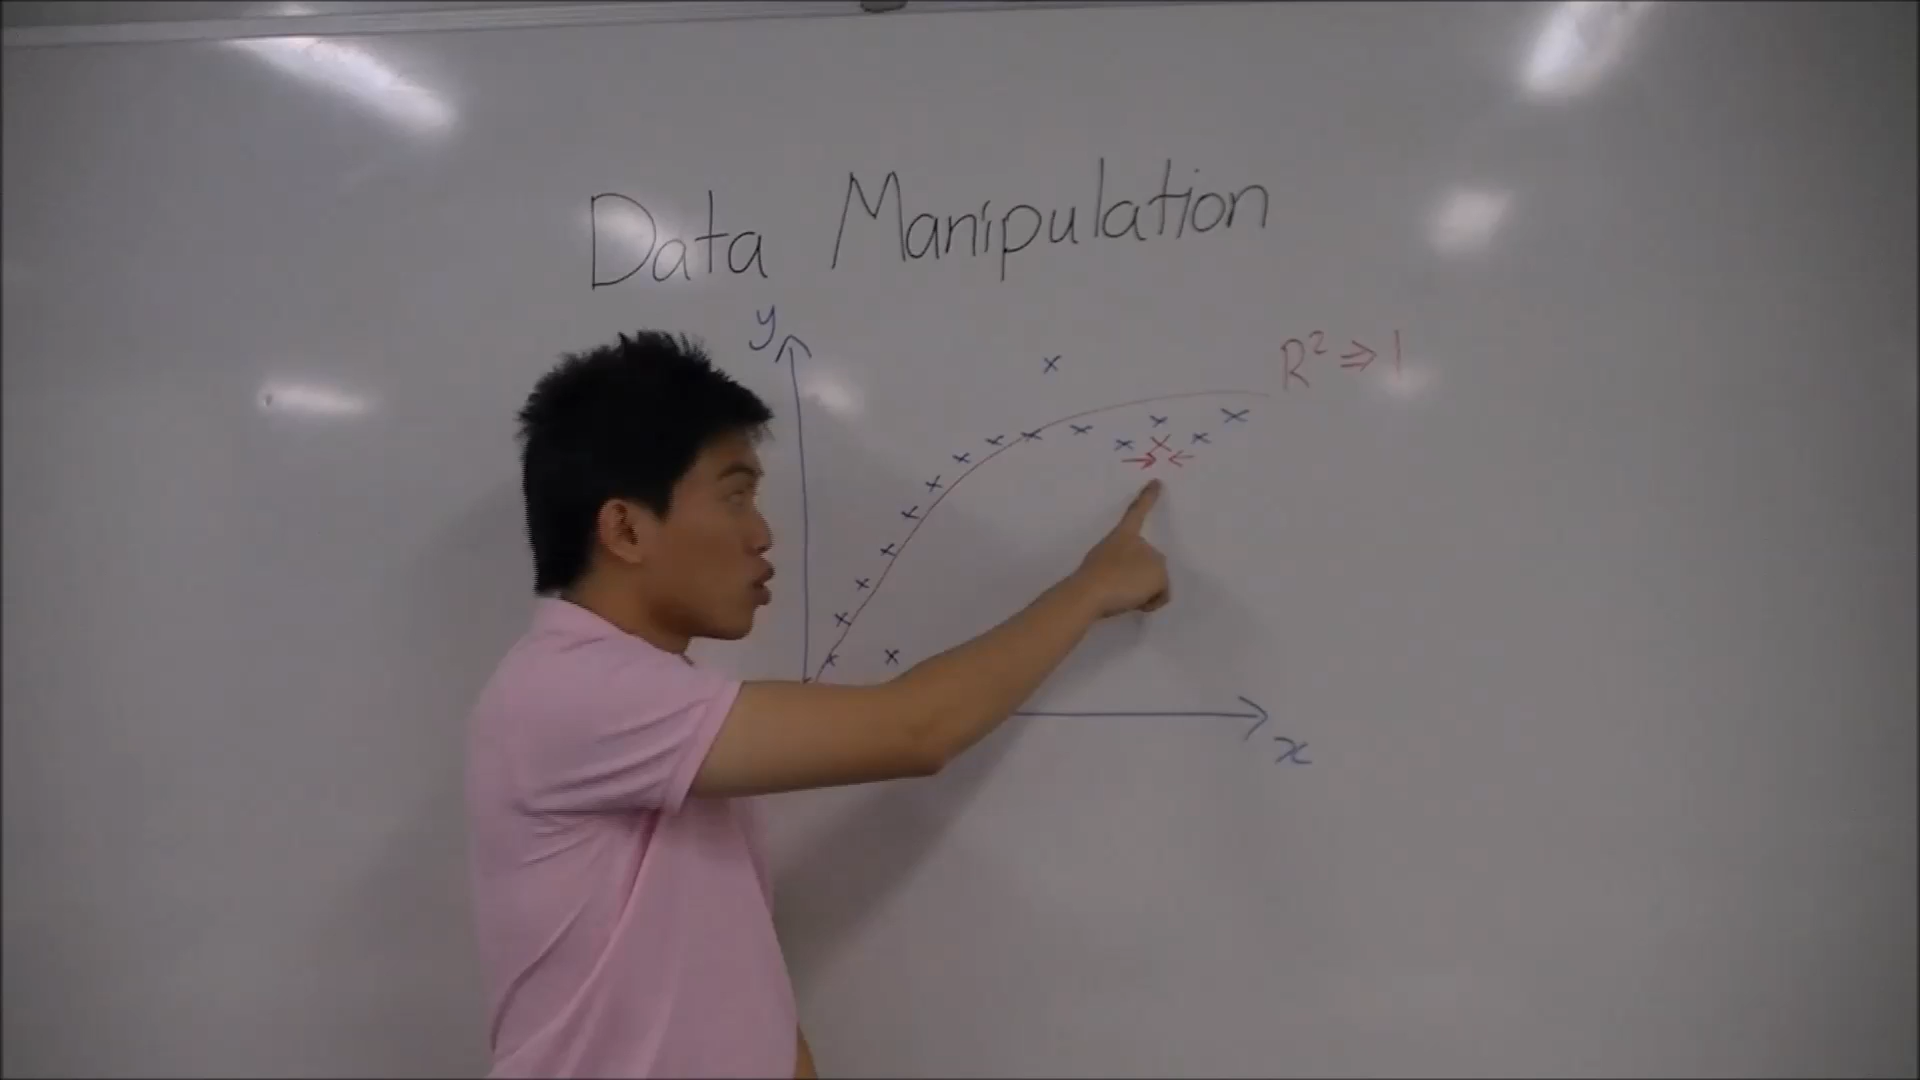 Data Manipulation
y
R² ⇒ 1
x